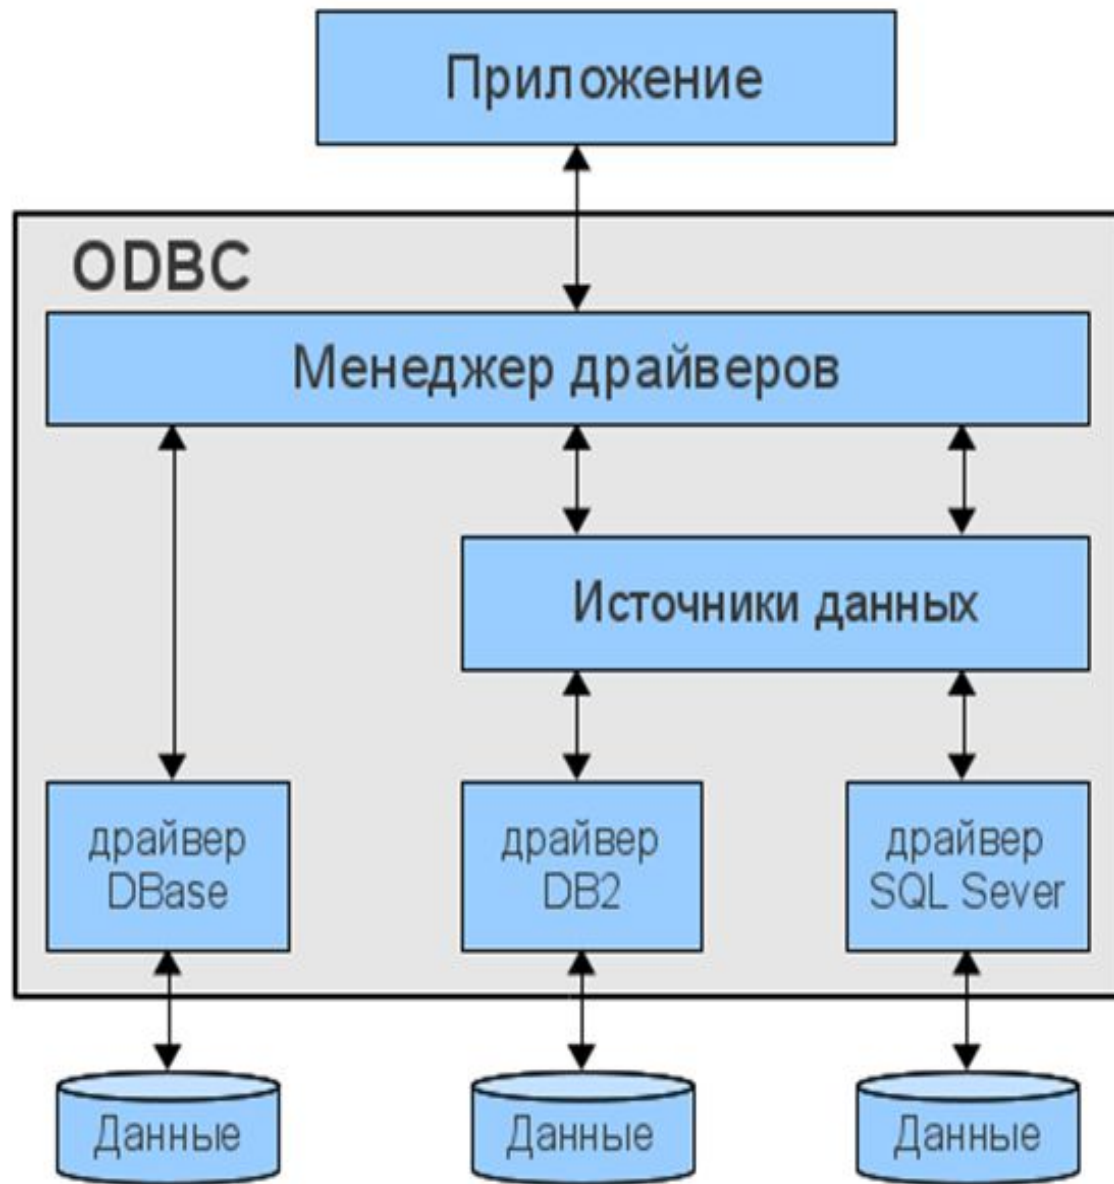 Приложение
ODBC
Менеджер драйверов
Источники данных
драйвер
DBase
драйвер
DB2
драйвер
SQL Sever
Данные
Данные
Данные